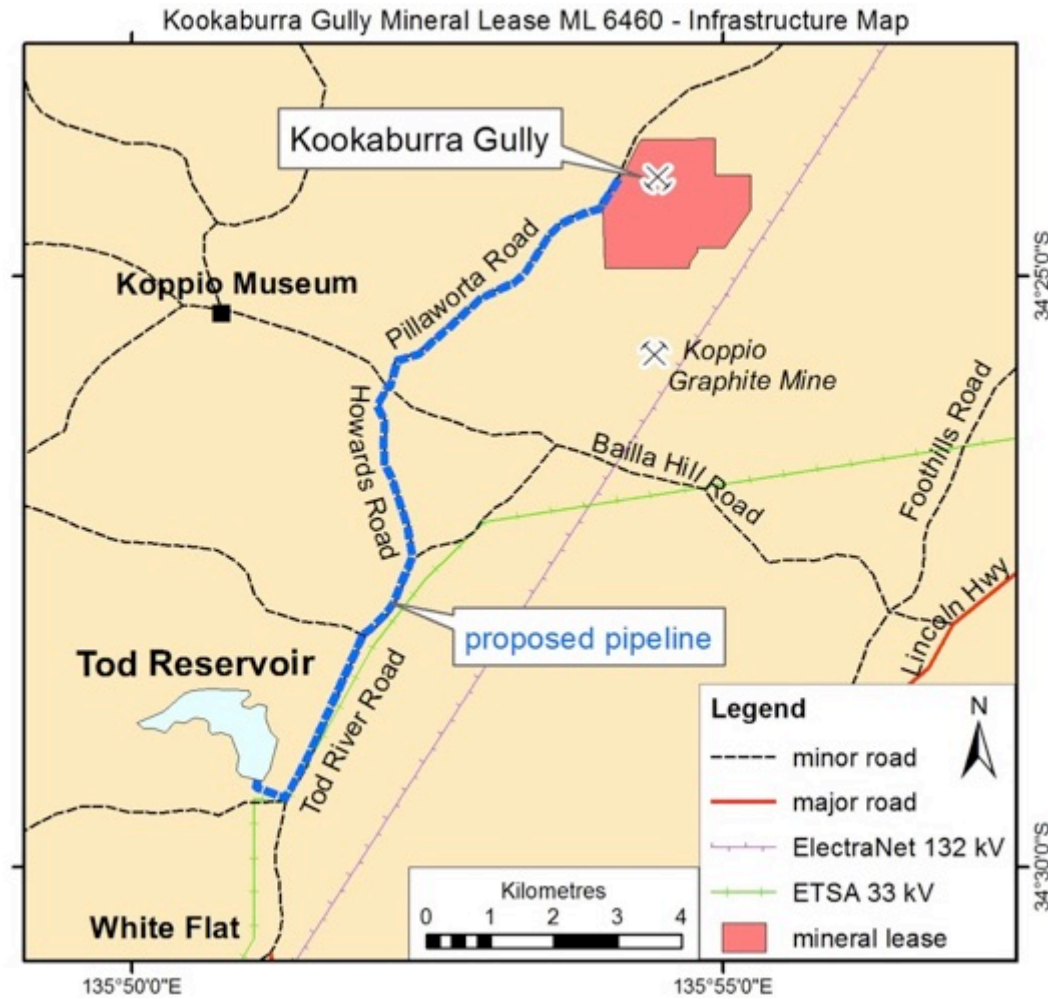 Kookaburra Gully Mineral Lease ML 6460 - Infrastructure Map
Kookaburra Gully
34°25'0"S
Koppio Museum
Pillaworta Road
Koppio
Graphite Mine
Howards Road
Bailla Hill Road
Foothills Road
Lincoln Hwy
proposed pipeline
Tod Reservoir
Tod River Road
Legend
N
minor road
major road
ElectraNet 132 kV
ETSA 33 kV
mineral lease
34°30'0"S
Kilometres
0 1 2 3 4
White Flat
135°50'0"E
135°55'0"E